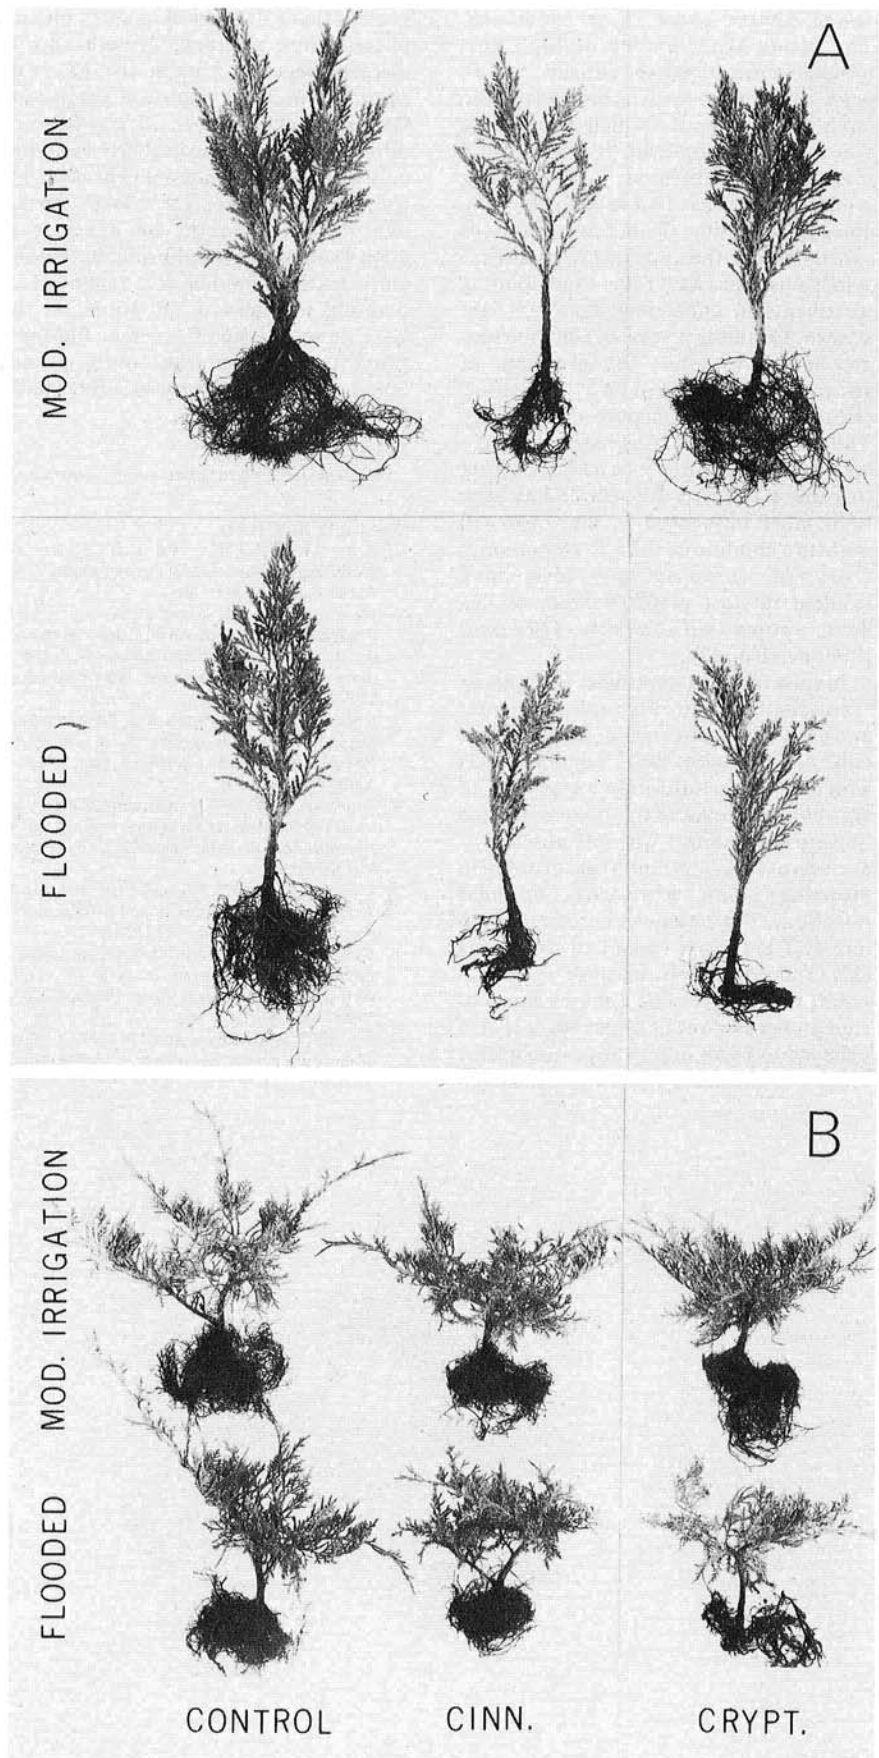 A
MOD. IRRIGATION
FLOODED
B
MOD. IRRIGATION
FLOODED
CONTROL CINN. CRYPT.